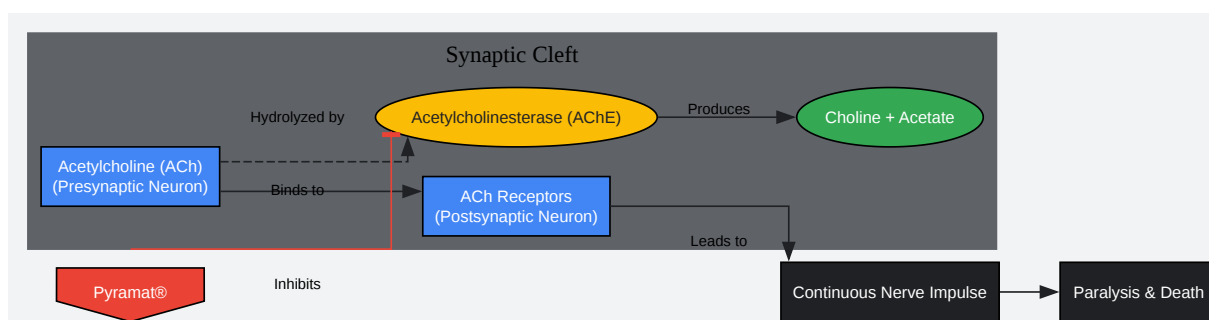 Synaptic Cleft
Hydrolyzed by
Acetylcholinesterase (AChE)
Produces
Choline + Acetate
Acetylcholine (ACh)
(Presynaptic Neuron)
Binds to
ACh Receptors
(Postsynaptic Neuron)
Leads to
Pyramat®
Inhibits
Continuous Nerve Impulse
Paralysis & Death